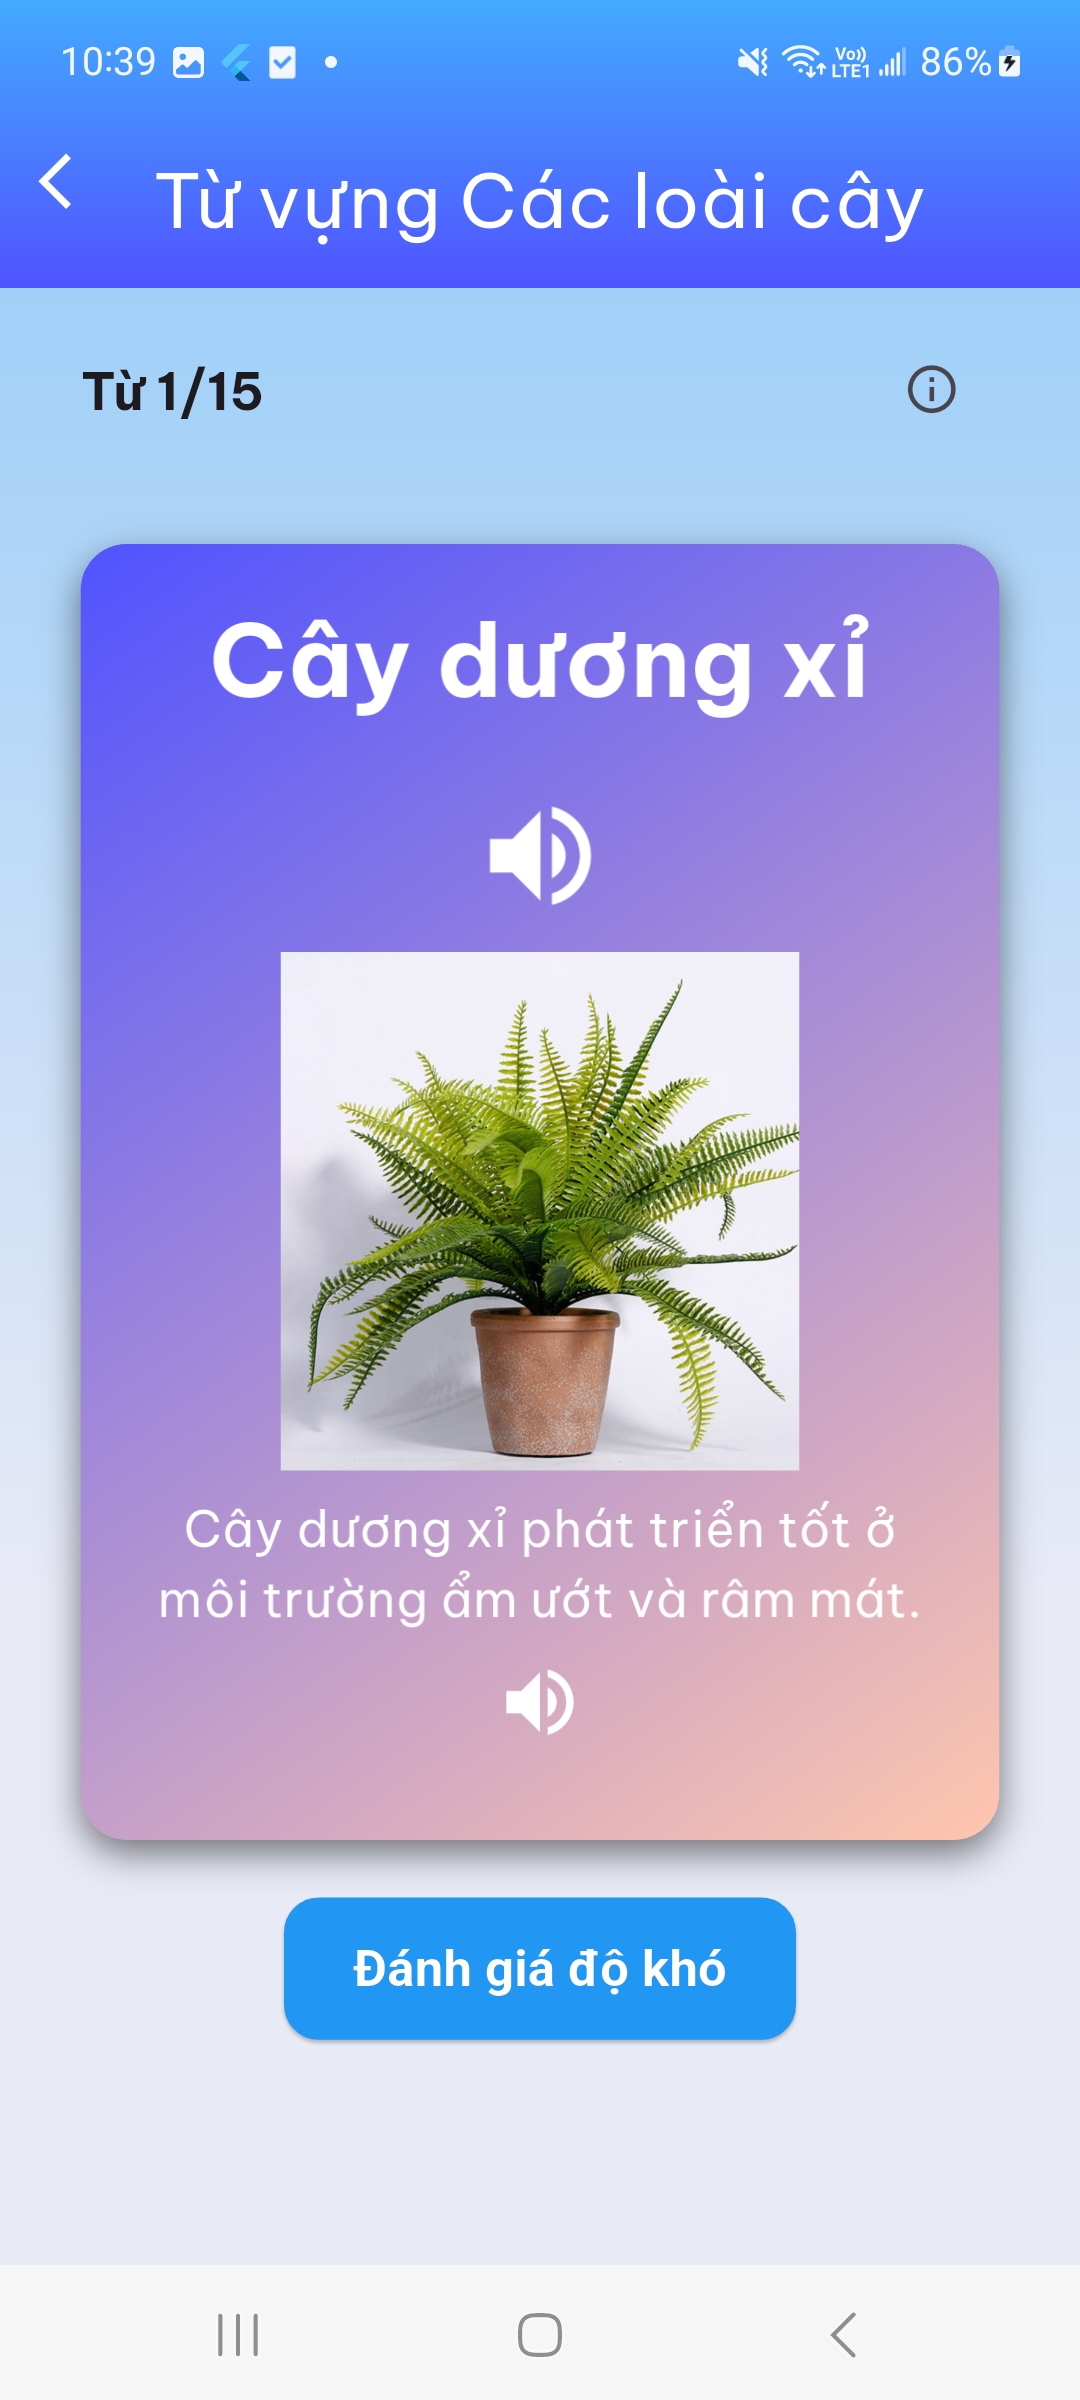 10:39
Vo))
LTE1
86%
Từ vựng Các loài cây
Từ 1/15
Cây dương xỉ
Cây dương xỉ phát triển tốt ở
môi trường ẩm ướt và râm mát.
Đánh giá độ khó